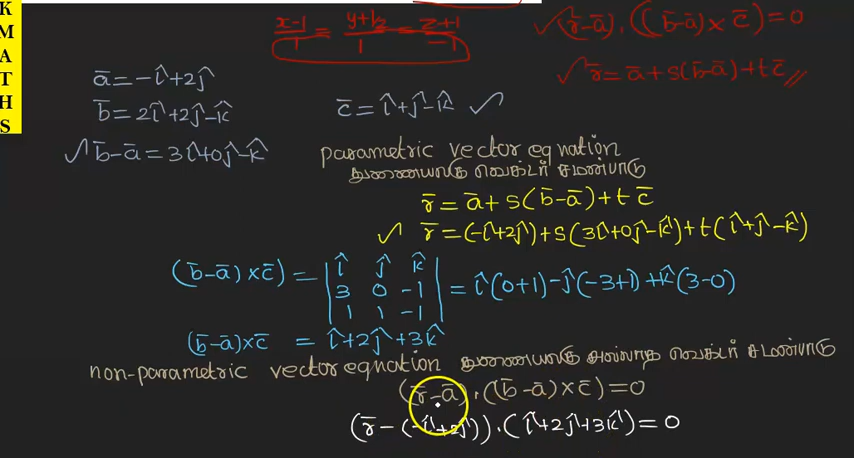 K
M
A
T
H
S
(x-1)/1 = (y+1/2)/1 = (z+1)/-1
✓(r̄-ā).((b̄-ā)×c̄)=0
✓r̄=ā+s(b̄-ā)+tc̄//
ā=-î+2ĵ
b̄=2î+2ĵ-k̂
c̄=î+ĵ-k̂ ✓
✓b̄-ā=3î+0ĵ-k̂
parametric vector equation
துணையலகு வெக்டர் சமன்பாடு
r̄=ā+s(b̄-ā)+t c̄
✓ r̄=(-î+2ĵ)+s(3î+0ĵ-k̂)+t(î+ĵ-k̂)
(b̄-ā)×c̄) = | î ĵ k̂ |
| 3 0 -1 | = î(0+1)-ĵ(-3+1)+k̂(3-0)
| 1 1 -1 |
(b̄-ā)×c̄ = î+2ĵ+3k̂
non-parametric vector equation துணையலகு அல்லாத வெக்டர் சமன்பாடு
(r̄-ā).((b̄-ā)×c̄)=0
(r̄-(-î+2ĵ)).(î+2ĵ+3k̂)=0